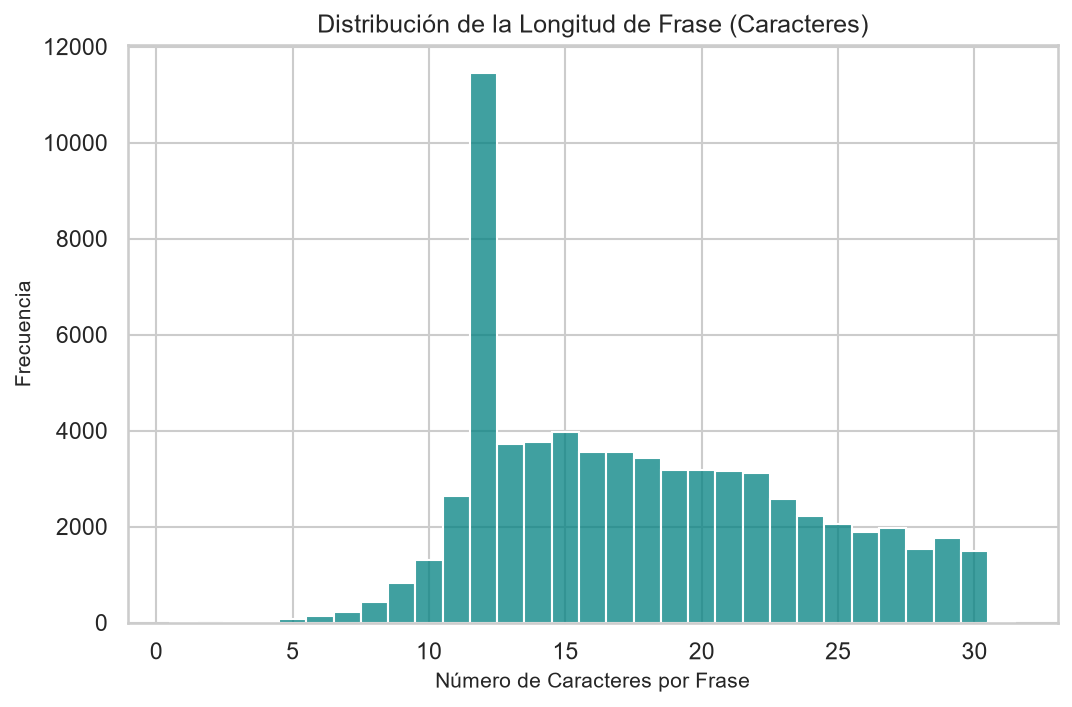 Distribución de la Longitud de Frase (Caracteres)
12000
10000
8000
6000
4000
2000
0
Frecuencia
0 5 10 15 20 25 30
Número de Caracteres por Frase